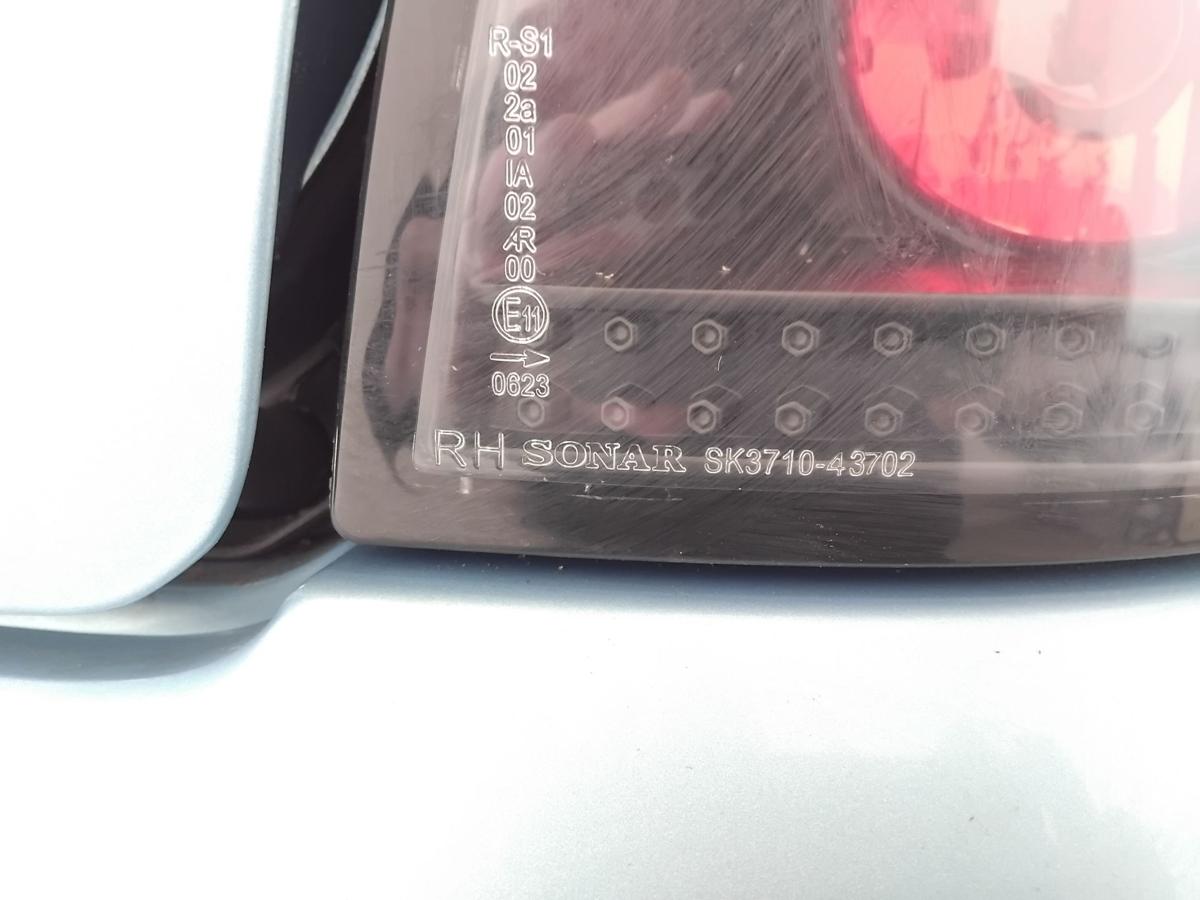 R-S1
02
2a
01
IA
02
AR
00
E11
→
0623
RH SONAR SK3710-43702